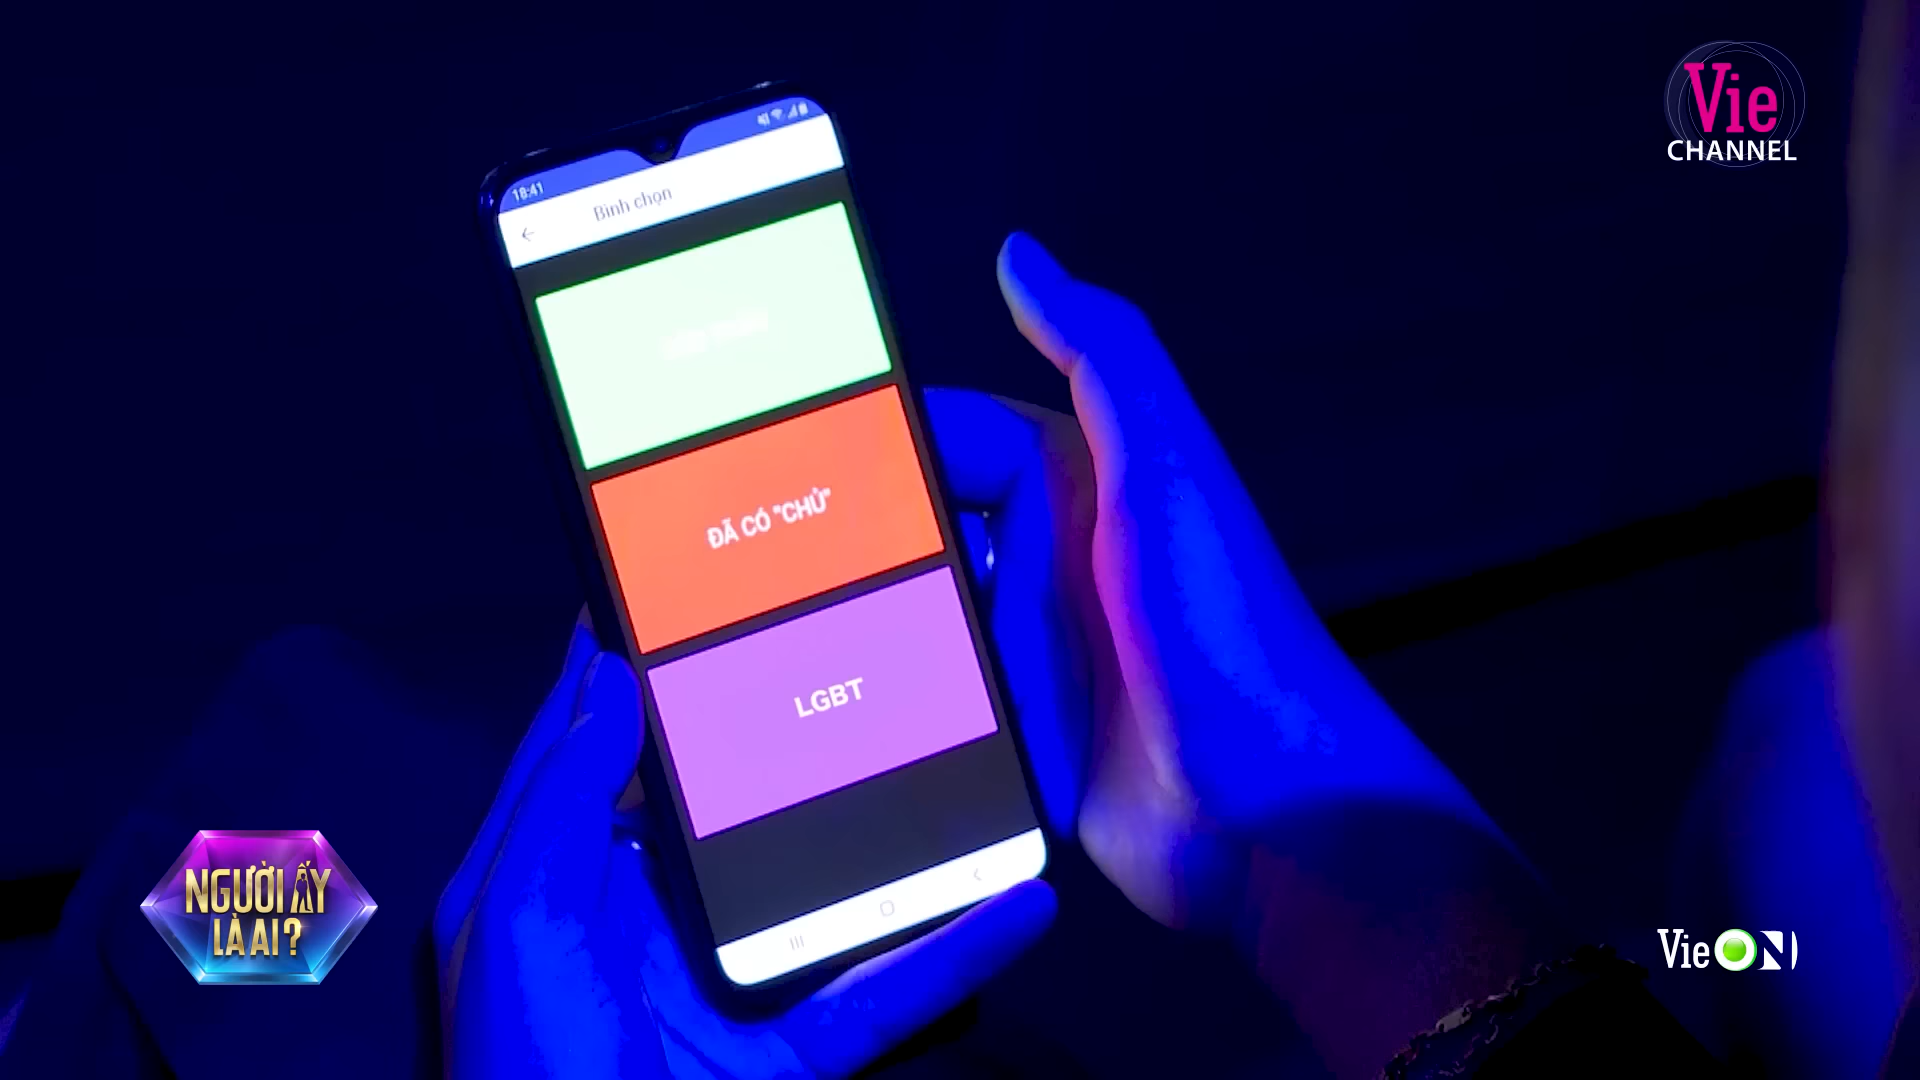 Vie
CHANNEL
18:41
Bình chọn
ĐÃ CÓ "CHỦ"
LGBT
NGƯỜI ẤY
LÀ AI?
VieON